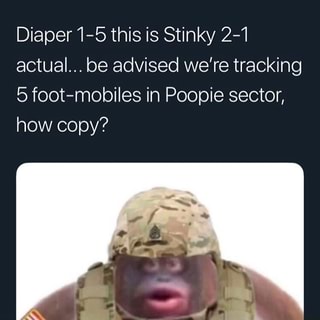 Diaper 1-5 this is Stinky 2-1
actual... be advised we’re tracking
5 foot-mobiles in Poopie sector,
how copy?